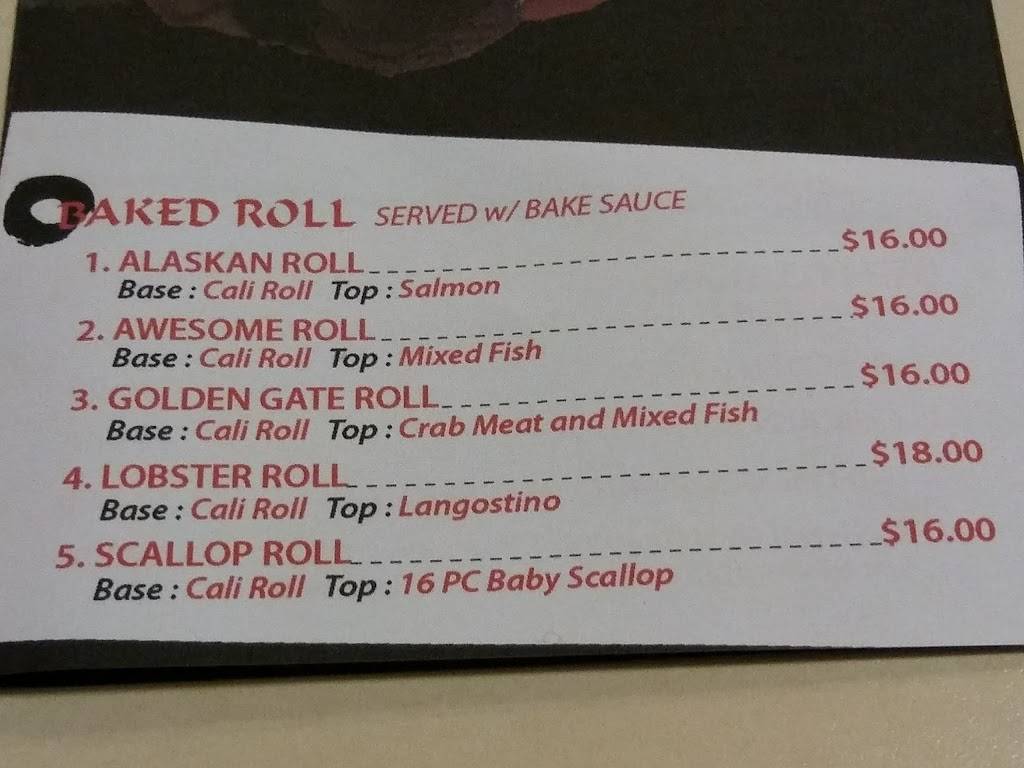 BAKED ROLL SERVED w/ BAKE SAUCE
1. ALASKAN ROLL $16.00
Base : Cali Roll Top : Salmon
2. AWESOME ROLL $16.00
Base : Cali Roll Top : Mixed Fish
3. GOLDEN GATE ROLL $16.00
Base : Cali Roll Top : Crab Meat and Mixed Fish
4. LOBSTER ROLL $18.00
Base : Cali Roll Top : Langostino
5. SCALLOP ROLL $16.00
Base : Cali Roll Top : 16 PC Baby Scallop